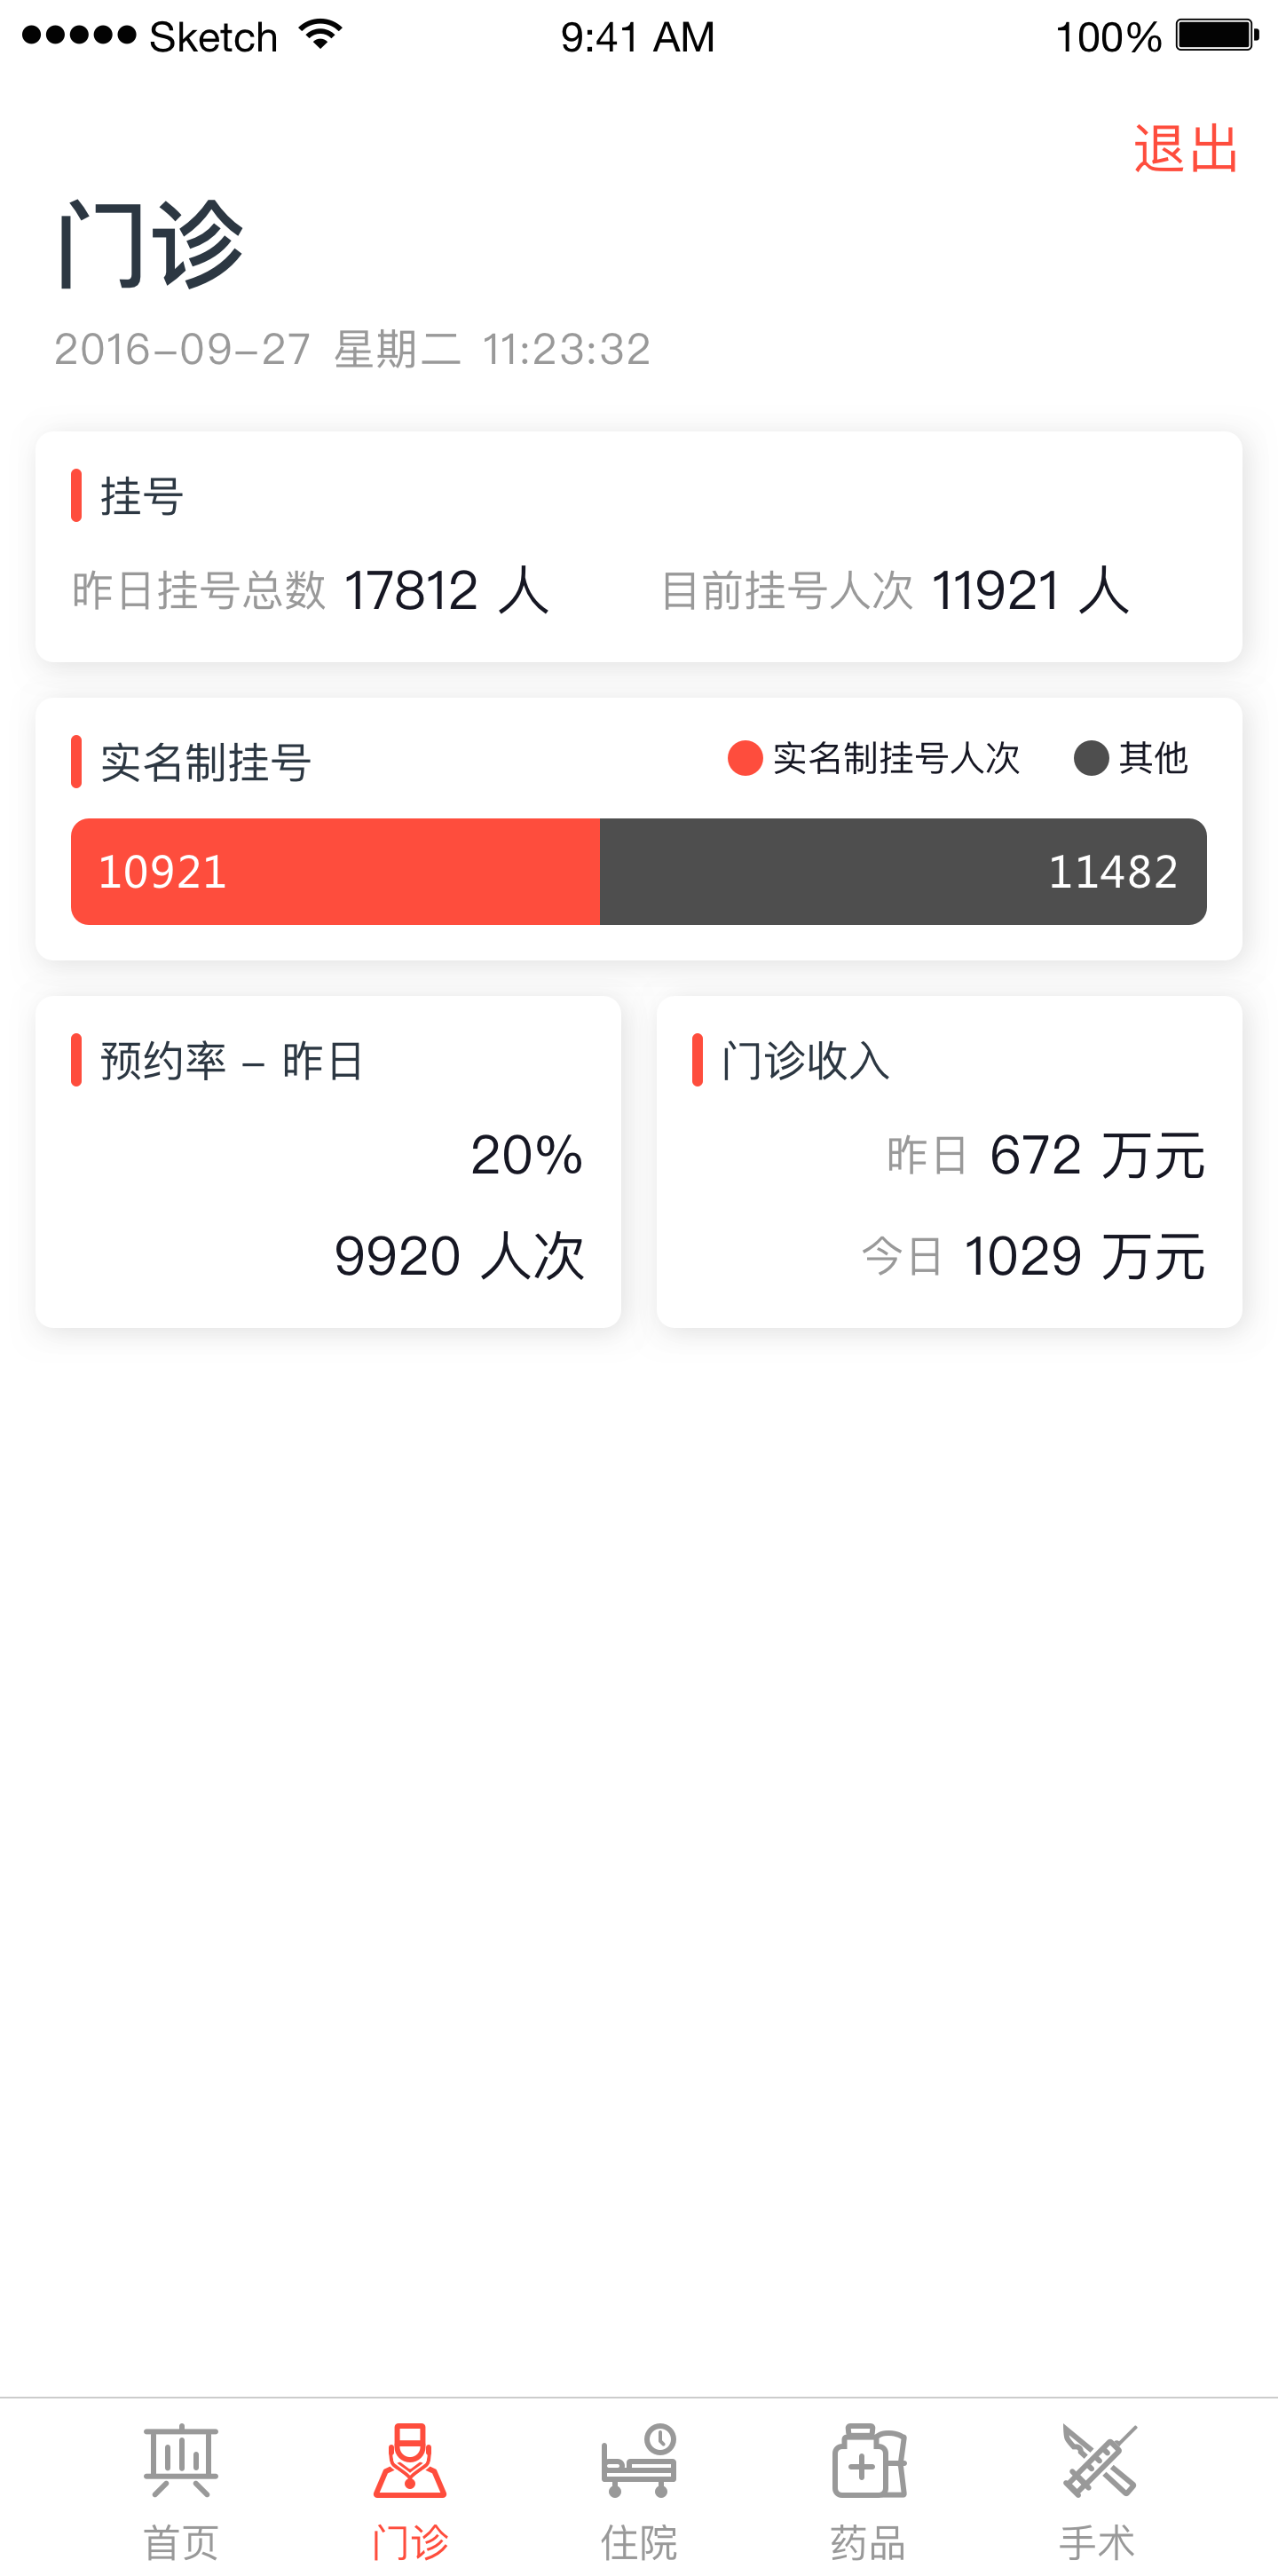 Sketch 9:41 AM 100%
退出
门诊
2016-09-27 星期二 11:23:32
挂号
昨日挂号总数 17812 人 目前挂号人次 11921 人
实名制挂号 实名制挂号人次 其他
10921 11482
预约率 - 昨日
20%
9920 人次
门诊收入
昨日 672 万元
今日 1029 万元
首页 门诊 住院 药品 手术